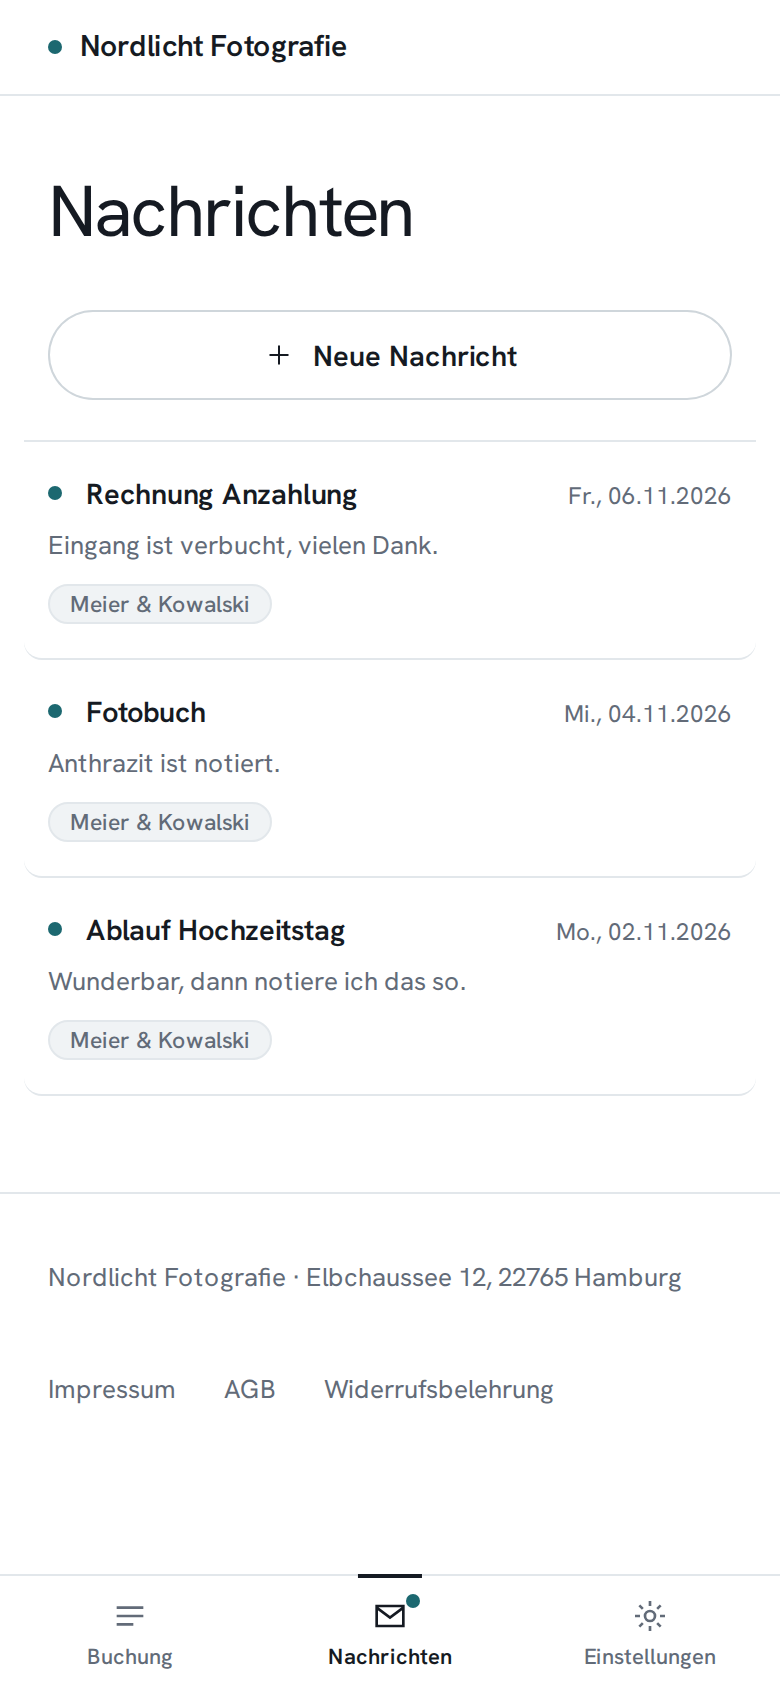 Nordlicht Fotografie
Nachrichten
+ Neue Nachricht
Rechnung Anzahlung Fr., 06.11.2026
Eingang ist verbucht, vielen Dank.
Meier & Kowalski
Fotobuch Mi., 04.11.2026
Anthrazit ist notiert.
Meier & Kowalski
Ablauf Hochzeitstag Mo., 02.11.2026
Wunderbar, dann notiere ich das so.
Meier & Kowalski
Nordlicht Fotografie · Elbchaussee 12, 22765 Hamburg
Impressum AGB Widerrufsbelehrung
Buchung Nachrichten Einstellungen